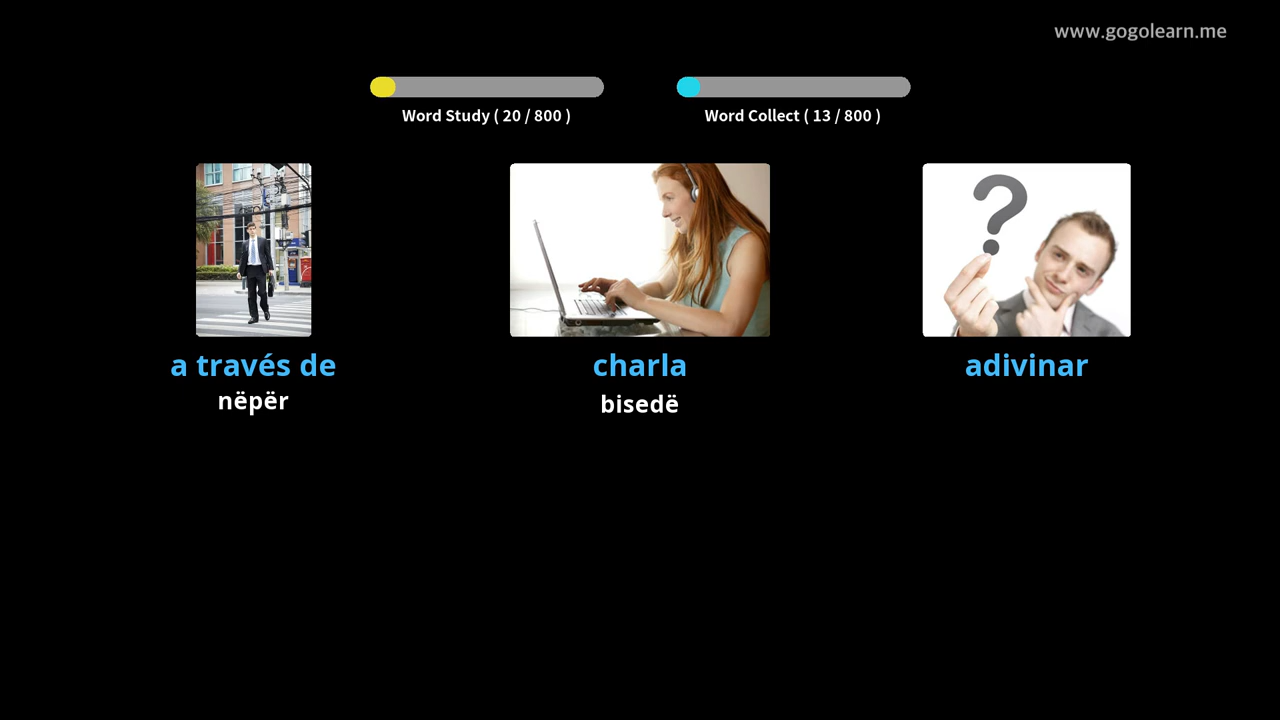 www.gogolearn.me
Word Study ( 20 / 800 )
Word Collect ( 13 / 800 )
a través de
nëpër
charla
bisedë
adivinar